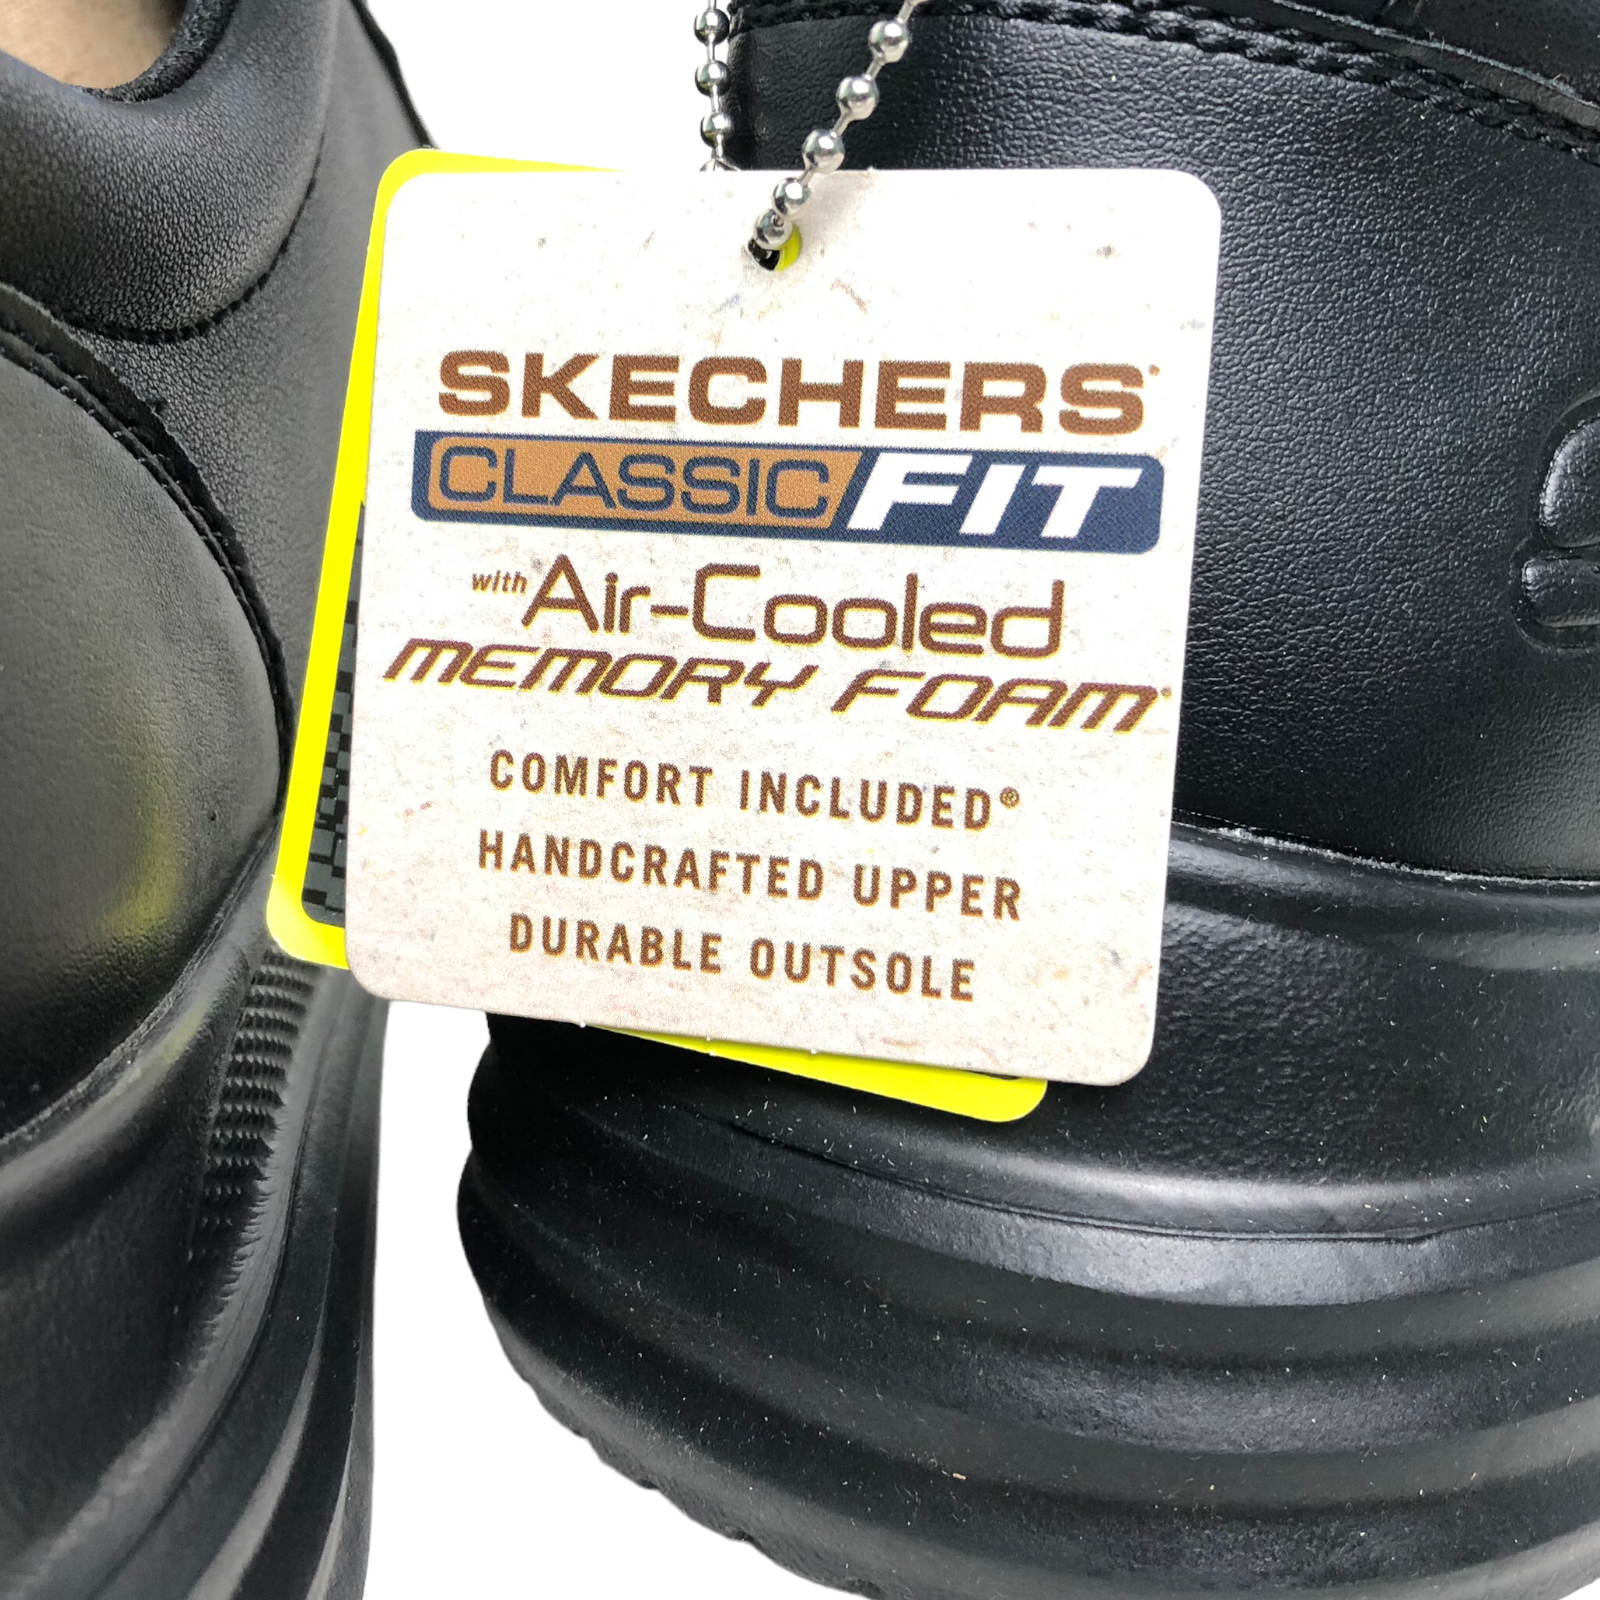 SKECHERS
CLASSIC FIT
with Air-Cooled
MEMORY FOAM
COMFORT INCLUDED®
HANDCRAFTED UPPER
DURABLE OUTSOLE